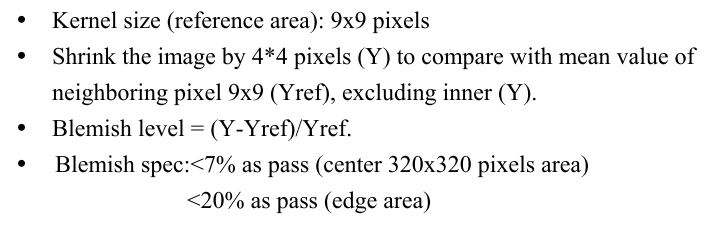 • Kernel size (reference area): 9x9 pixels
• Shrink the image by 4*4 pixels (Y) to compare with mean value of
neighboring pixel 9x9 (Yref), excluding inner (Y).
• Blemish level = (Y-Yref)/Yref.
• Blemish spec:<7% as pass (center 320x320 pixels area)
<20% as pass (edge area)